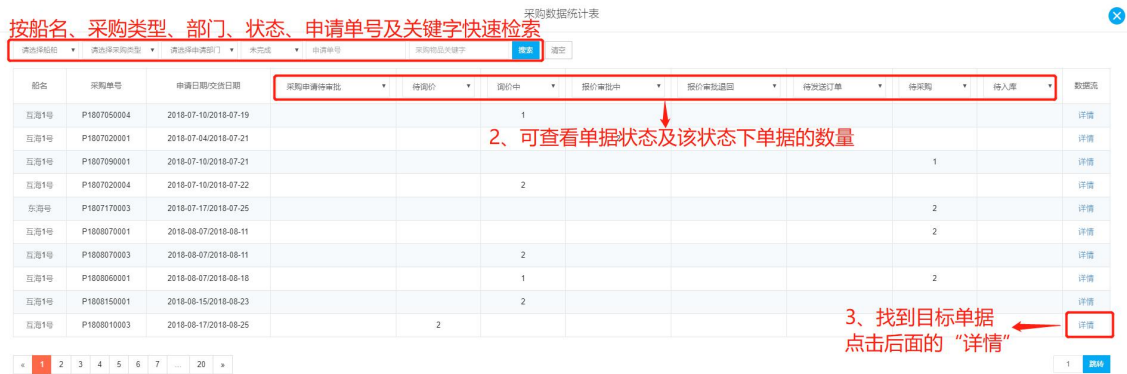 采购数据统计表
按船名、采购类型、部门、状态、申请单号及关键字快速检索
请选择船舶 请选择采购类型 请选择申请部门 未完成 申请单号 采购物品关键字 搜索 清空
船名 采购单号 申请日期/交货日期 采购申请待审批 待询价 询价中 报价审批中 报价审批退回 待发送订单 待采购 待入库 数据流
互海1号 P1807050004 2018-07-10/2018-07-19 1 详情
2、可查看单据状态及该状态下单据的数量
互海1号 P1807020001 2018-07-04/2018-07-21 详情
互海1号 P1807090001 2018-07-10/2018-07-21 1 详情
互海1号 P1807020004 2018-07-10/2018-07-22 2 详情
东海号 P1807170003 2018-07-17/2018-07-25 2 详情
互海1号 P1808070001 2018-08-07/2018-08-11 2 详情
互海1号 P1808070003 2018-08-07/2018-08-11 2 详情
互海1号 P1808060001 2018-08-07/2018-08-18 1 2 详情
互海1号 P1808150001 2018-08-15/2018-08-23 2 详情
互海1号 P1808010003 2018-08-17/2018-08-25 2 详情
3、找到目标单据
点击后面的“详情”
« 1 2 3 4 5 6 7 ... 20 » 1 跳转